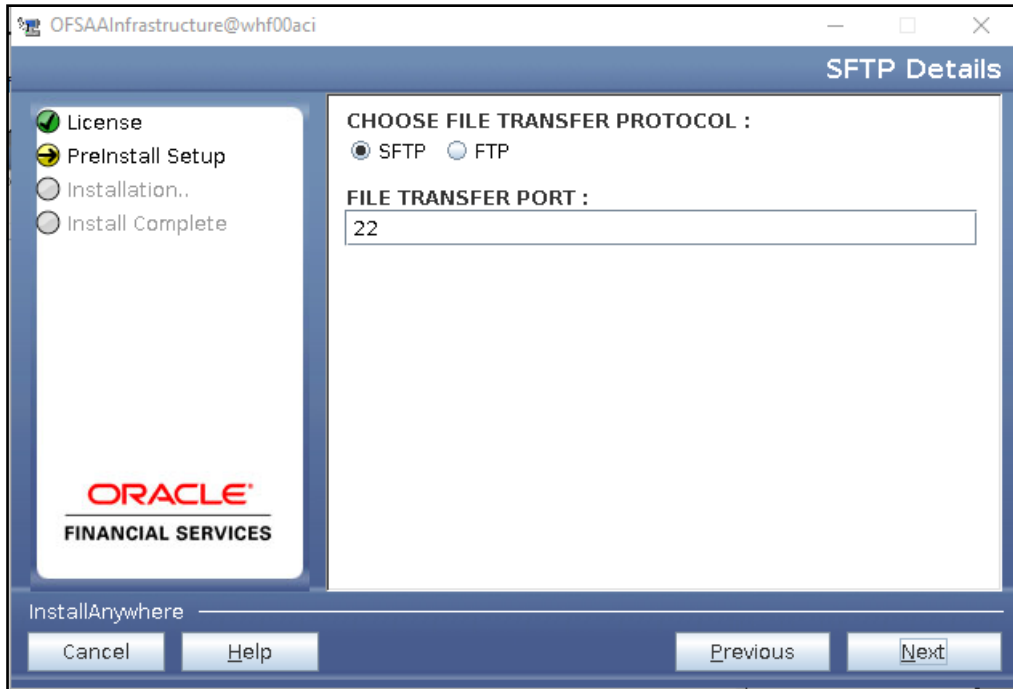 OFSAAInfrastructure@whf00aci
SFTP Details
License
PreInstall Setup
Installation..
Install Complete
ORACLE
FINANCIAL SERVICES
CHOOSE FILE TRANSFER PROTOCOL :
SFTP FTP
FILE TRANSFER PORT :
22
InstallAnywhere
Cancel Help Previous Next